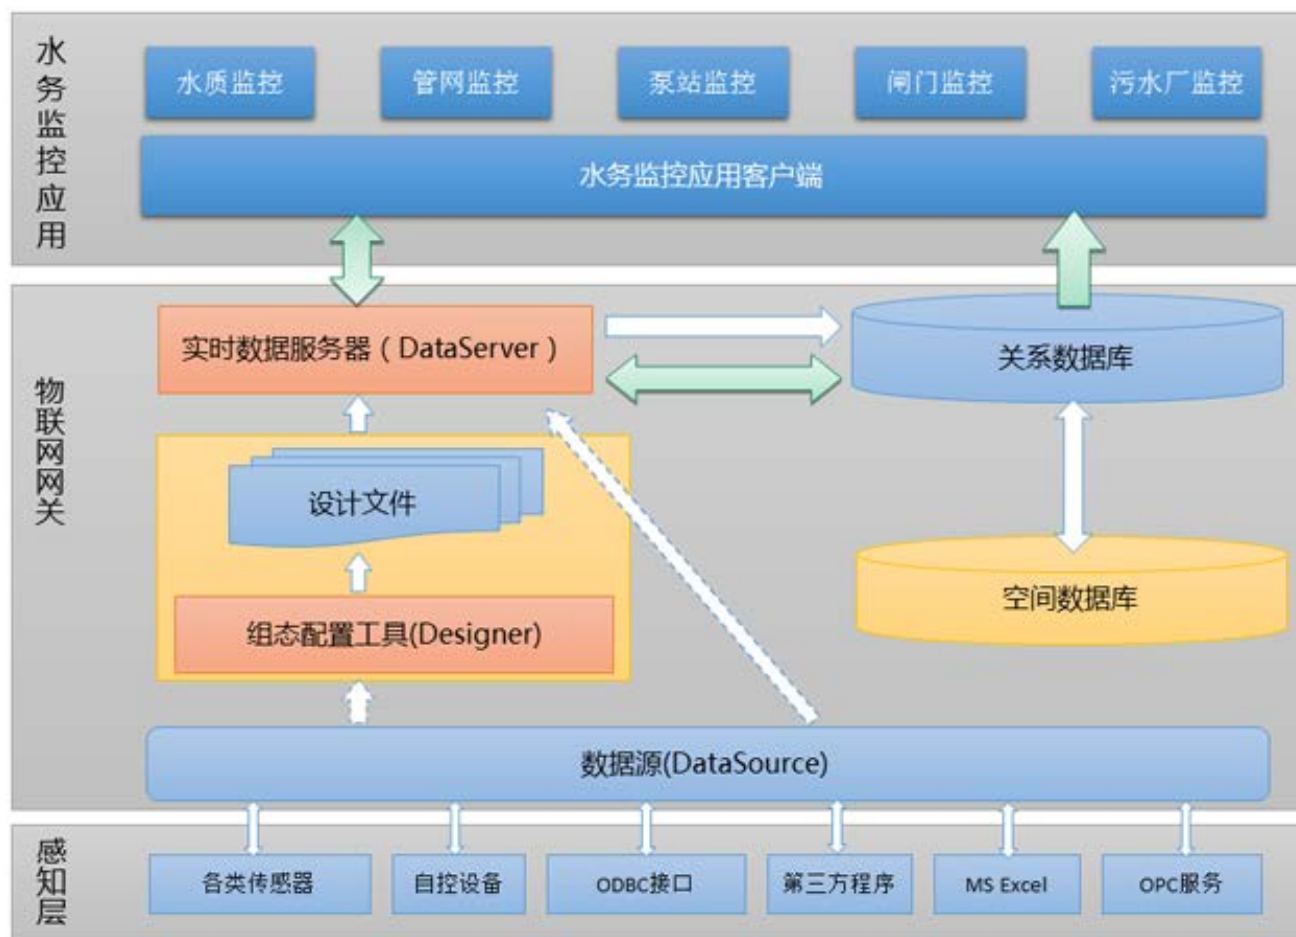 水务监控应用
水质监控
管网监控
泵站监控
闸门监控
污水厂监控
水务监控应用客户端
物联网网关
实时数据服务器（DataServer）
关系数据库
设计文件
空间数据库
组态配置工具(Designer)
数据源(DataSource)
感知层
各类传感器
自控设备
ODBC接口
第三方程序
MS Excel
OPC服务